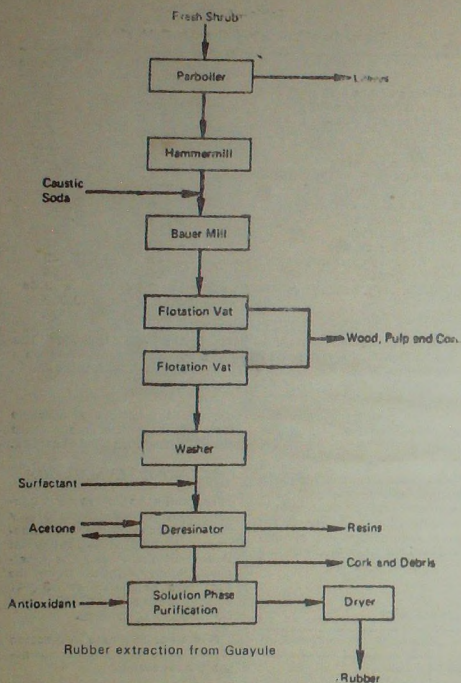 Fresh Shrub
Parboiler
Leaves
Hammermill
Caustic
Soda
Bauer Mill
Flotation Vat
Wood, Pulp and
Flotation Vat
Washer
Surfactant
Acetone
Deresinator
Resins
Cork and Debris
Antioxidant
Solution Phase
Purification
Dryer
Rubber extraction from Guayule
Rubber